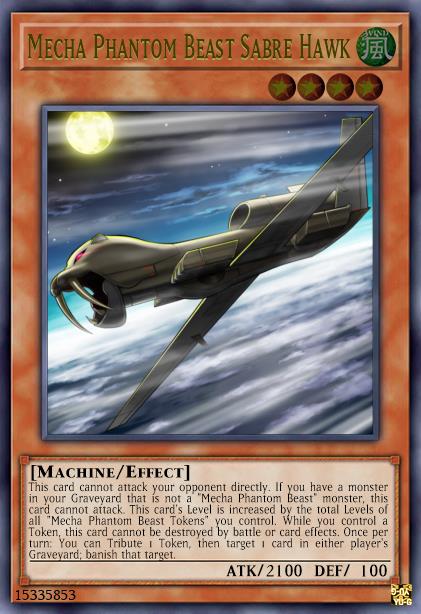 MECHA PHANTOM BEAST SABRE HAWK
WIND
風
[MACHINE/EFFECT]
This card cannot attack your opponent directly. If you have a monster
in your Graveyard that is not a "Mecha Phantom Beast" monster, this
card cannot attack. This card's Level is increased by the total Levels of
all "Mecha Phantom Beast Tokens" you control. While you control a
Token, this card cannot be destroyed by battle or card effects. Once per
turn: You can Tribute 1 Token, then target 1 card in either player's
Graveyard; banish that target.
ATK/2100 DEF/ 100
15335853